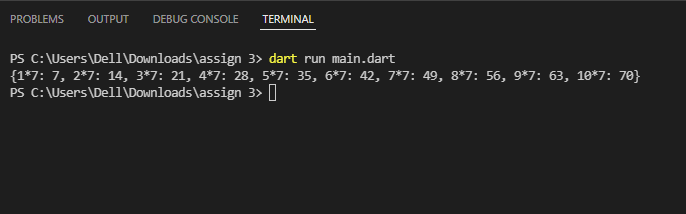 PROBLEMS OUTPUT DEBUG CONSOLE TERMINAL
PS C:\Users\Dell\Downloads\assign 3> dart run main.dart
{1*7: 7, 2*7: 14, 3*7: 21, 4*7: 28, 5*7: 35, 6*7: 42, 7*7: 49, 8*7: 56, 9*7: 63, 10*7: 70}
PS C:\Users\Dell\Downloads\assign 3>